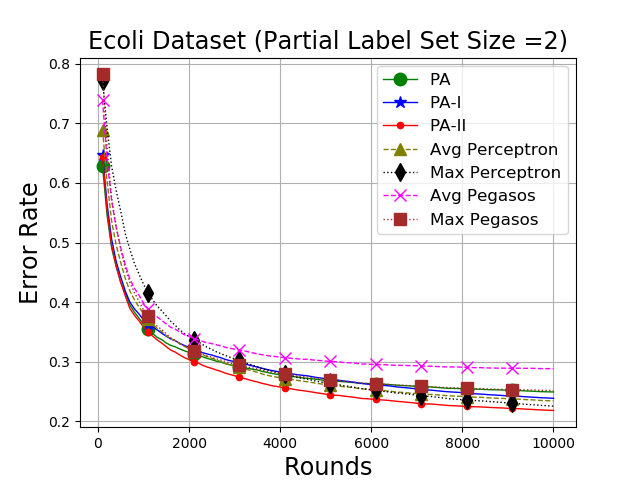 Ecoli Dataset (Partial Label Set Size =2)
0.8
0.7
0.6
0.5
0.4
0.3
0.2
Error Rate
PA
PA-I
PA-II
Avg Perceptron
Max Perceptron
Avg Pegasos
Max Pegasos
0 2000 4000 6000 8000 10000
Rounds